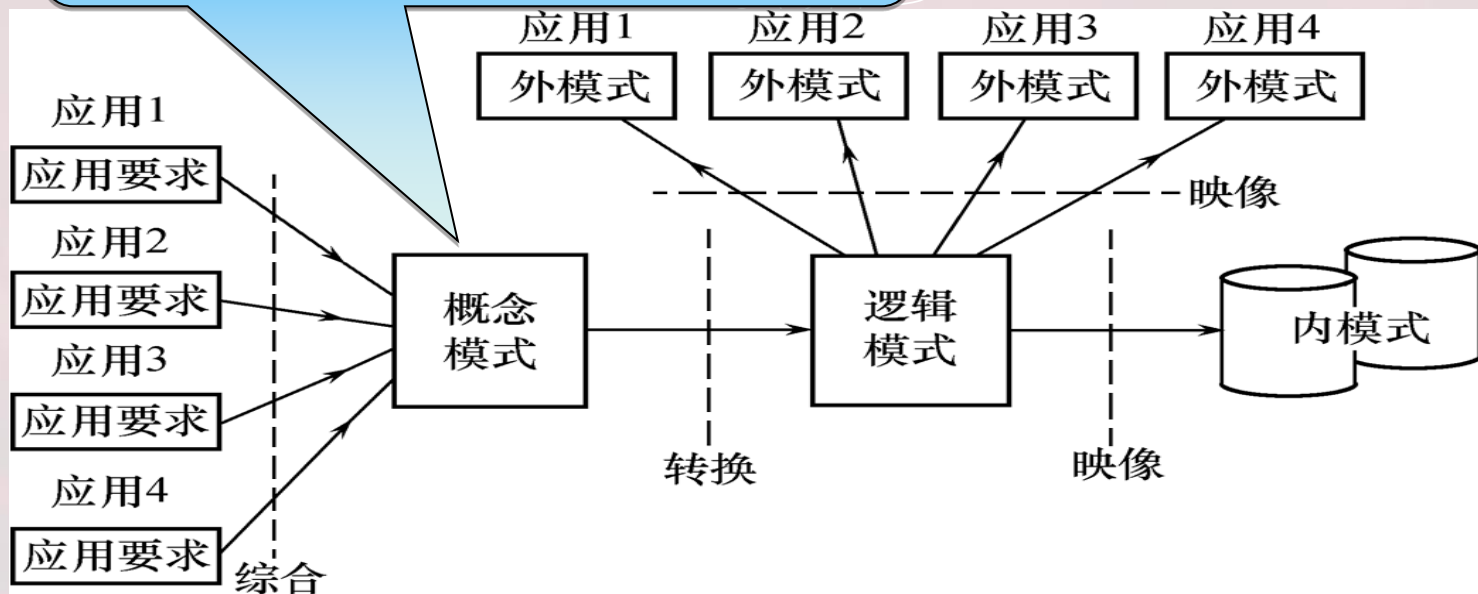 应用1
应用2
应用3
应用4
外模式
外模式
外模式
外模式
应用1
应用要求
应用2
应用要求
应用3
应用要求
应用4
应用要求
综合
概念
模式
转换
逻辑
模式
映像
映像
内模式